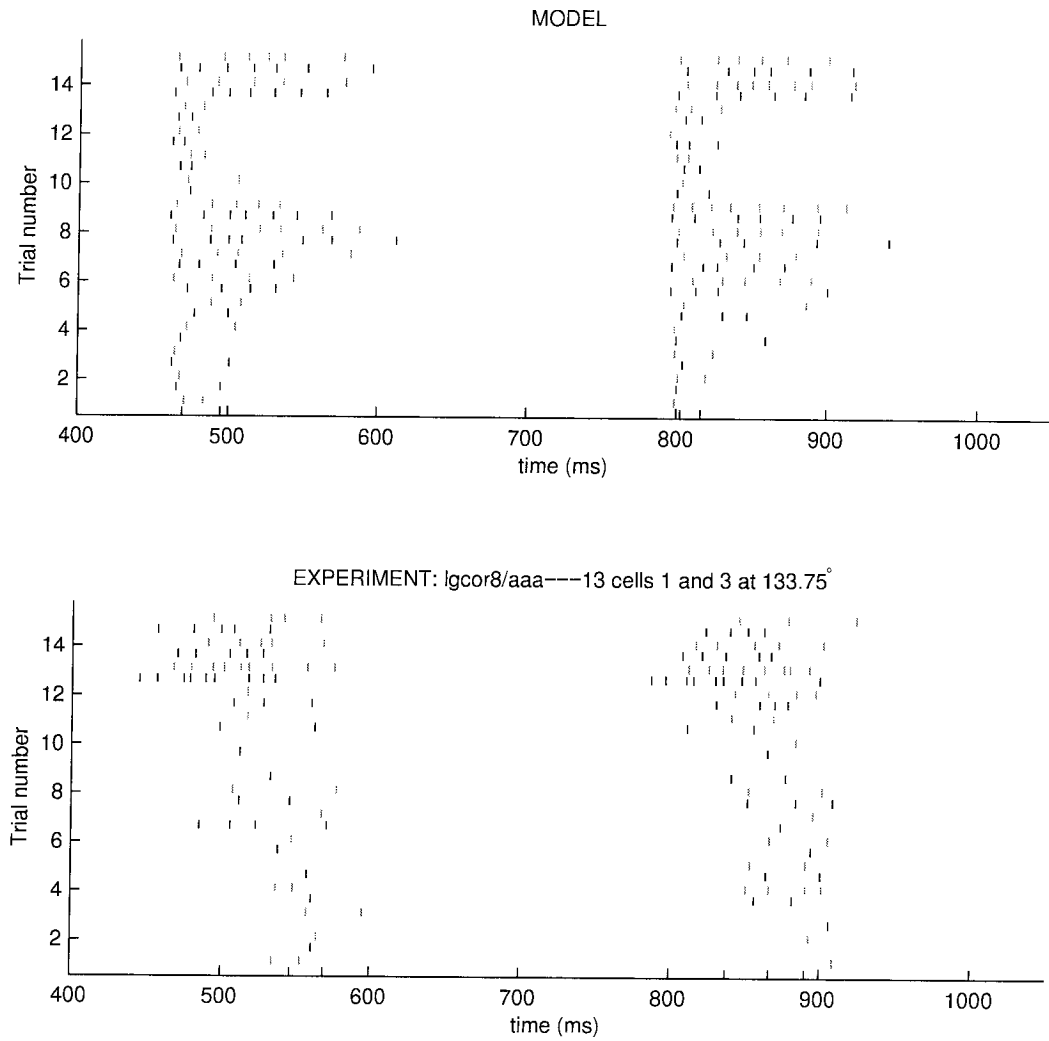 MODEL
14
12
10
8
6
4
2
Trial number
400 500 600 700 800 900 1000
time (ms)
EXPERIMENT: lgcor8/aaa---13 cells 1 and 3 at 133.75°
14
12
10
8
6
4
2
Trial number
400 500 600 700 800 900 1000
time (ms)